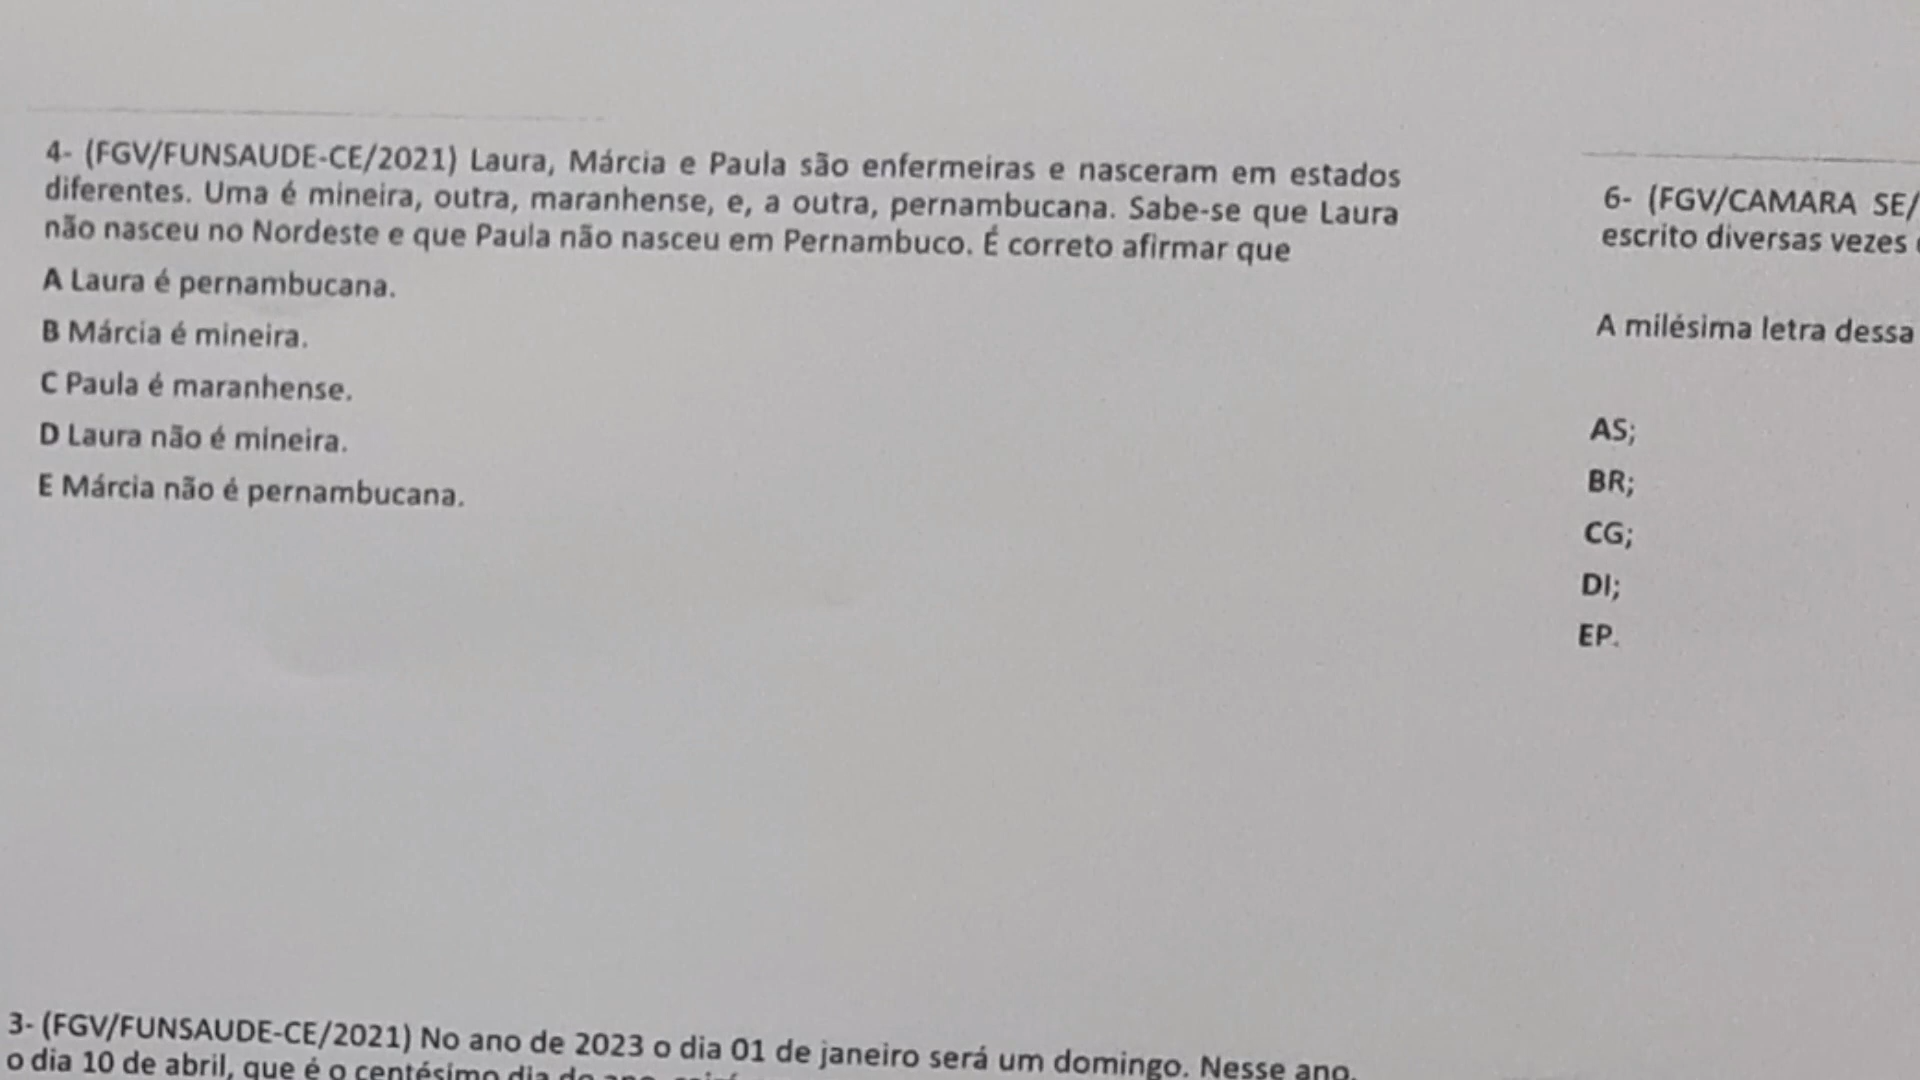 4- (FGV/FUNSAUDE-CE/2021) Laura, Márcia e Paula são enfermeiras e nasceram em estados
diferentes. Uma é mineira, outra, maranhense, e, a outra, pernambucana. Sabe-se que Laura
não nasceu no Nordeste e que Paula não nasceu em Pernambuco. É correto afirmar que
A Laura é pernambucana.
B Márcia é mineira.
C Paula é maranhense.
D Laura não é mineira.
E Márcia não é pernambucana.
6- (FGV/CAMARA SE/
escrito diversas vezes
A milésima letra dessa
AS;
BR;
CG;
DI;
EP.
3- (FGV/FUNSAUDE-CE/2021) No ano de 2023 o dia 01 de janeiro será um domingo. Nesse ano,
o dia 10 de abril, que é o centésimo dia do